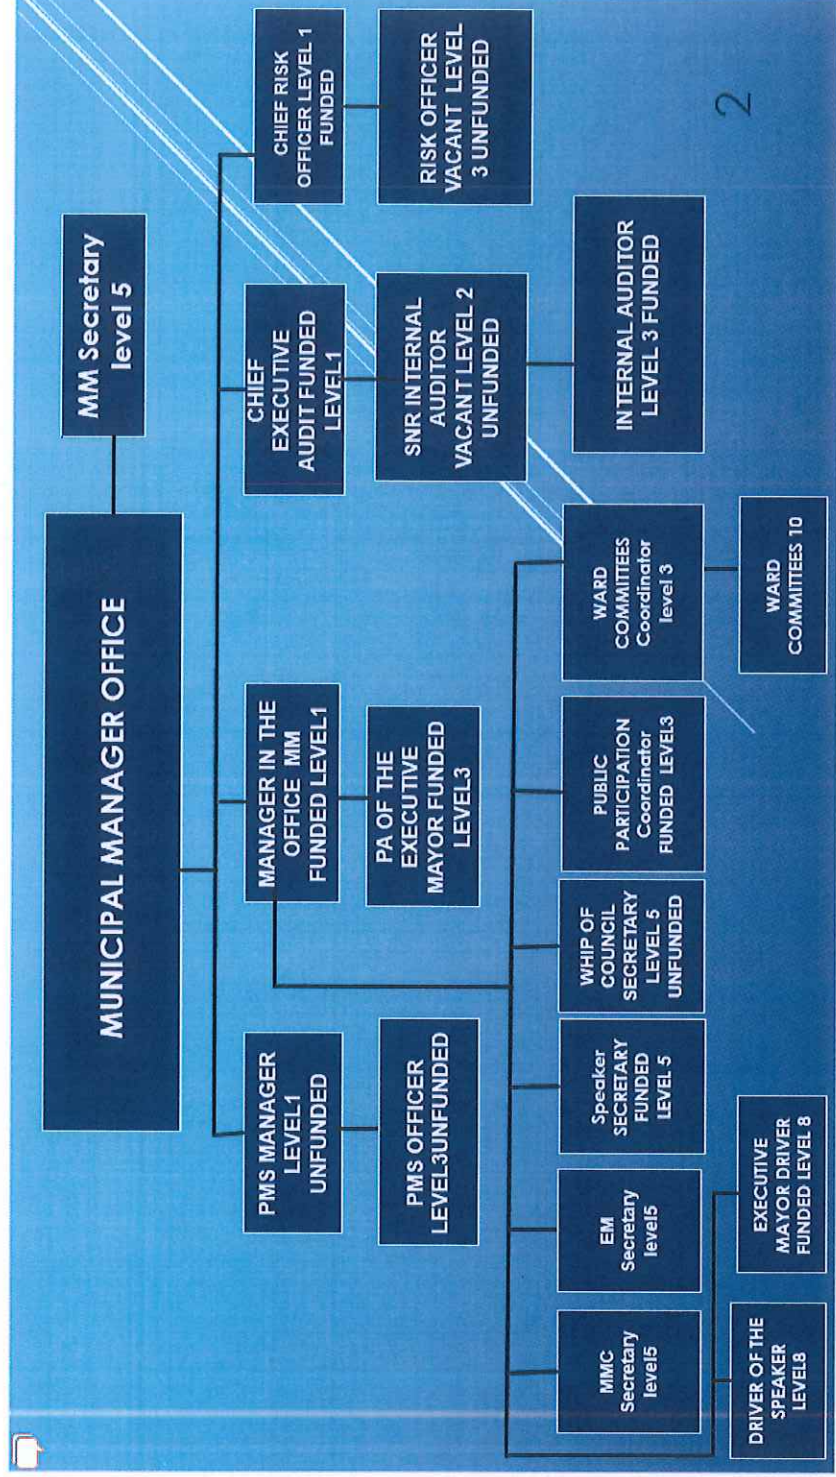 MUNICIPAL MANAGER OFFICE
MM Secretary
level 5
PMS MANAGER
LEVEL1
UNFUNDED
MANAGER IN THE
OFFICE MM
FUNDED LEVEL1
CHIEF
EXECUTIVE
AUDIT FUNDED
LEVEL1
CHIEF RISK
OFFICER LEVEL 1
FUNDED
PMS OFFICER
LEVEL3UNFUNDED
PA OF THE
EXECUTIVE
MAYOR FUNDED
LEVEL3
SNR INTERNAL
AUDITOR
VACANT LEVEL 2
UNFUNDED
RISK OFFICER
VACANT LEVEL
3 UNFUNDED
MMC
Secretary
level5
EM
Secretary
level5
Speaker
SECRETARY
FUNDED
LEVEL 5
WHIP OF
COUNCIL
SECRETARY
LEVEL 5
UNFUNDED
PUBLIC
PARTICIPATION
Coordinator
FUNDED LEVEL3
WARD
COMMITTEES
Coordinator
level 3
INTERNAL AUDITOR
LEVEL 3 FUNDED
DRIVER OF THE
SPEAKER
LEVEL8
EXECUTIVE
MAYOR DRIVER
FUNDED LEVEL 8
WARD
COMMITTEES 10
2